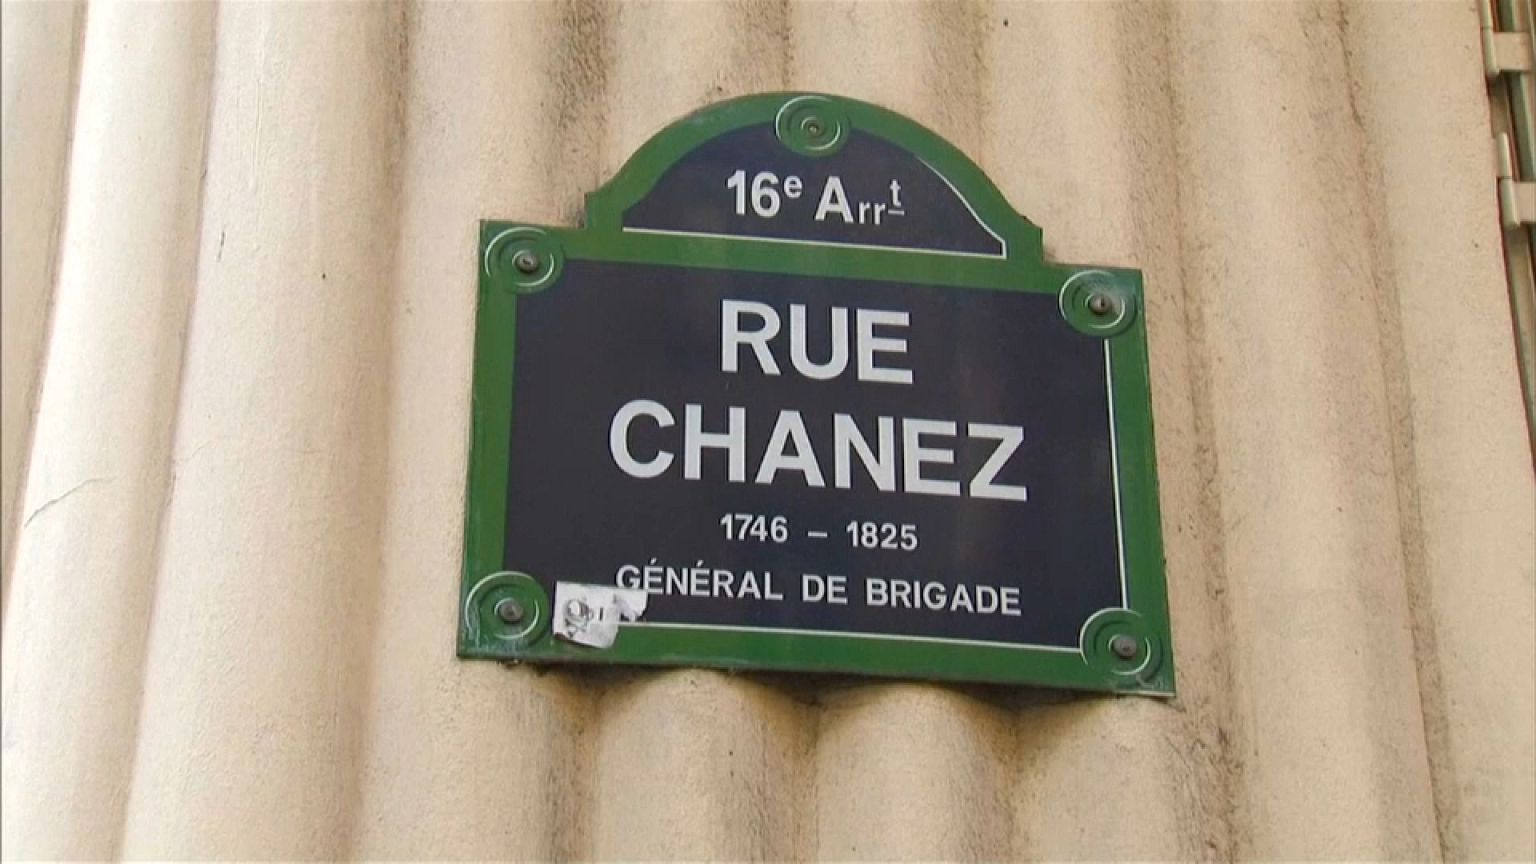 16e Arrt
RUE
CHANEZ
1746 – 1825
GÉNÉRAL DE BRIGADE